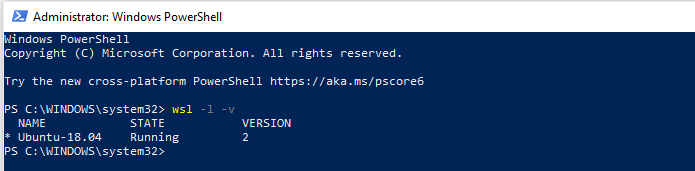 Administrator: Windows PowerShell
Windows PowerShell
Copyright (C) Microsoft Corporation. All rights reserved.
Try the new cross-platform PowerShell https://aka.ms/pscore6
PS C:\WINDOWS\system32> wsl -l -v
  NAME            STATE           VERSION
* Ubuntu-18.04    Running         2
PS C:\WINDOWS\system32>